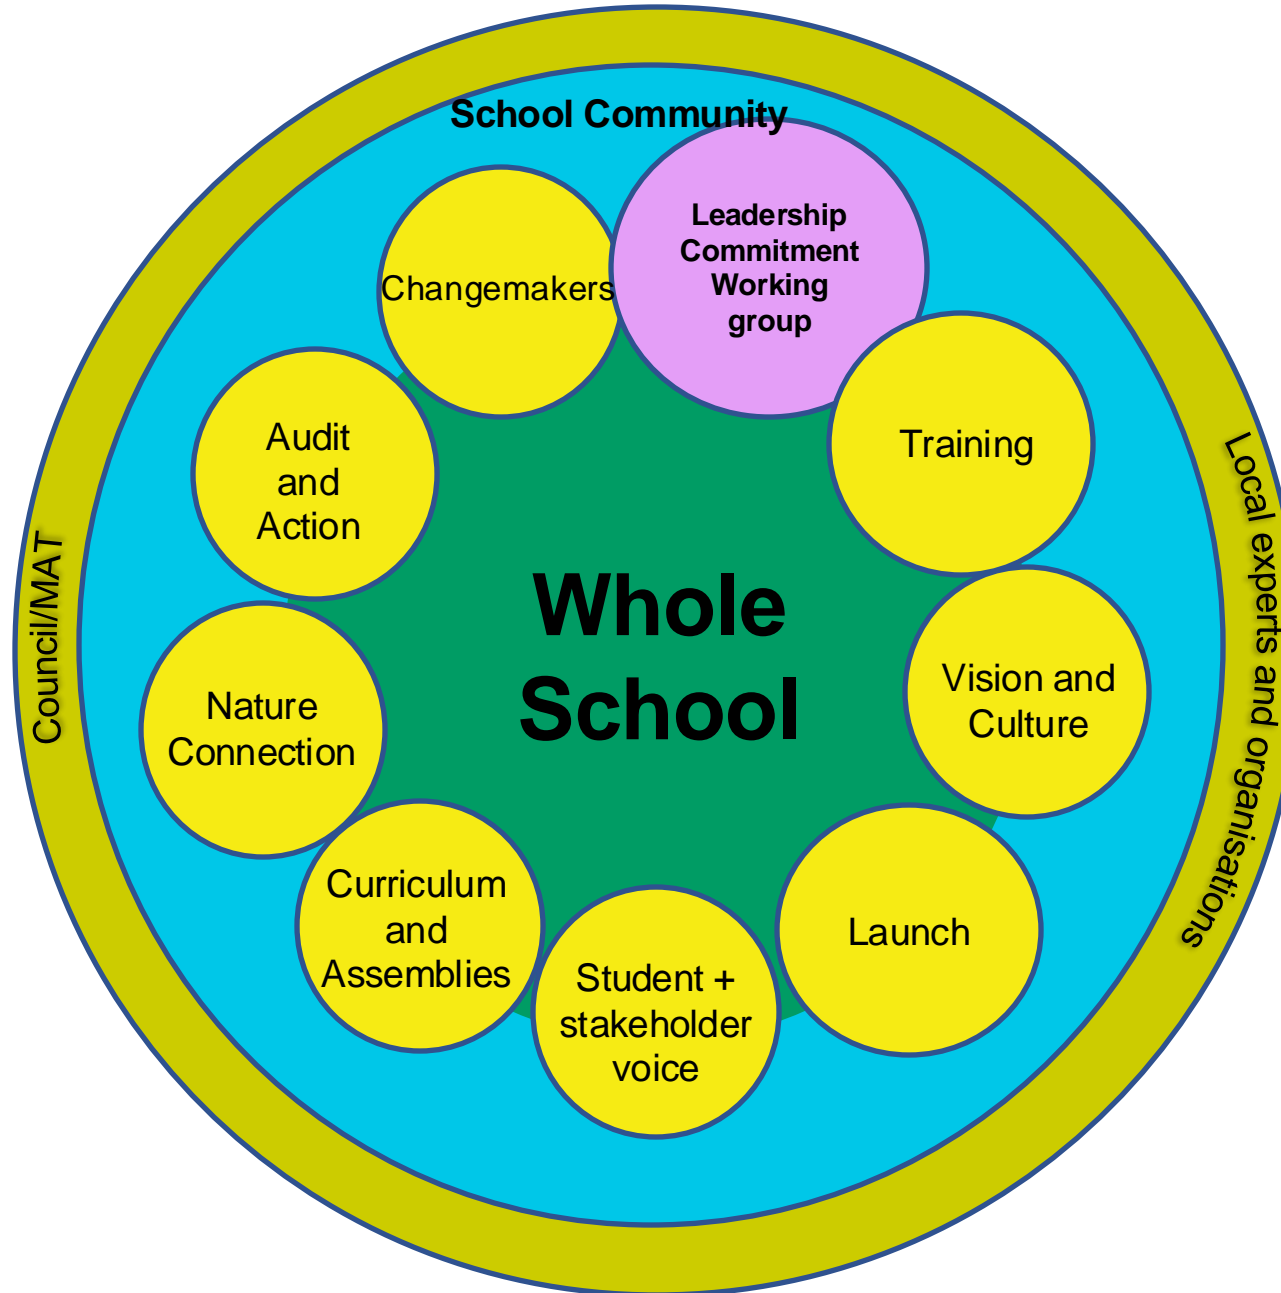 School Community
Leadership
Commitment
Working
group
Changemakers
Training
Audit
and
Action
Whole
School
Vision and
Culture
Nature
Connection
Curriculum
and
Assemblies
Launch
Student +
stakeholder
voice
Council/MAT
Local experts and organisations